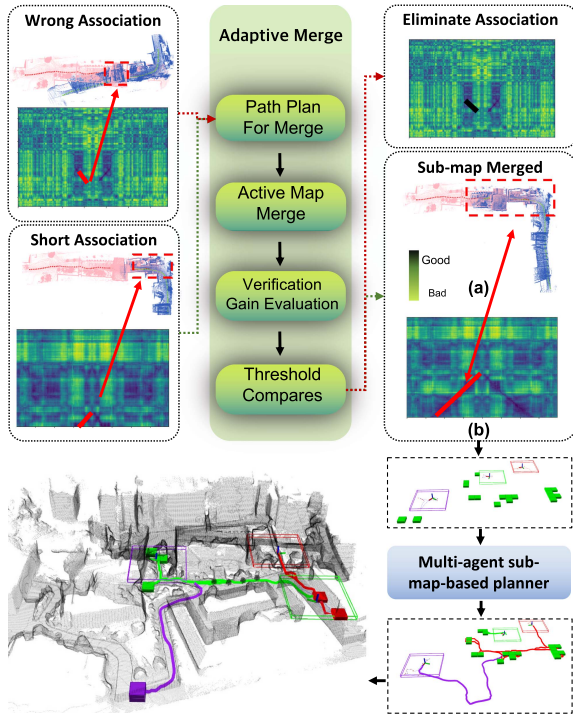 Wrong Association
Short Association
Adaptive Merge
Path Plan
For Merge
Active Map
Merge
Verification
Gain Evaluation
Threshold
Compares
Eliminate Association
Sub-map Merged
Good
Bad
(a)
(b)
Multi-agent sub-
map-based planner